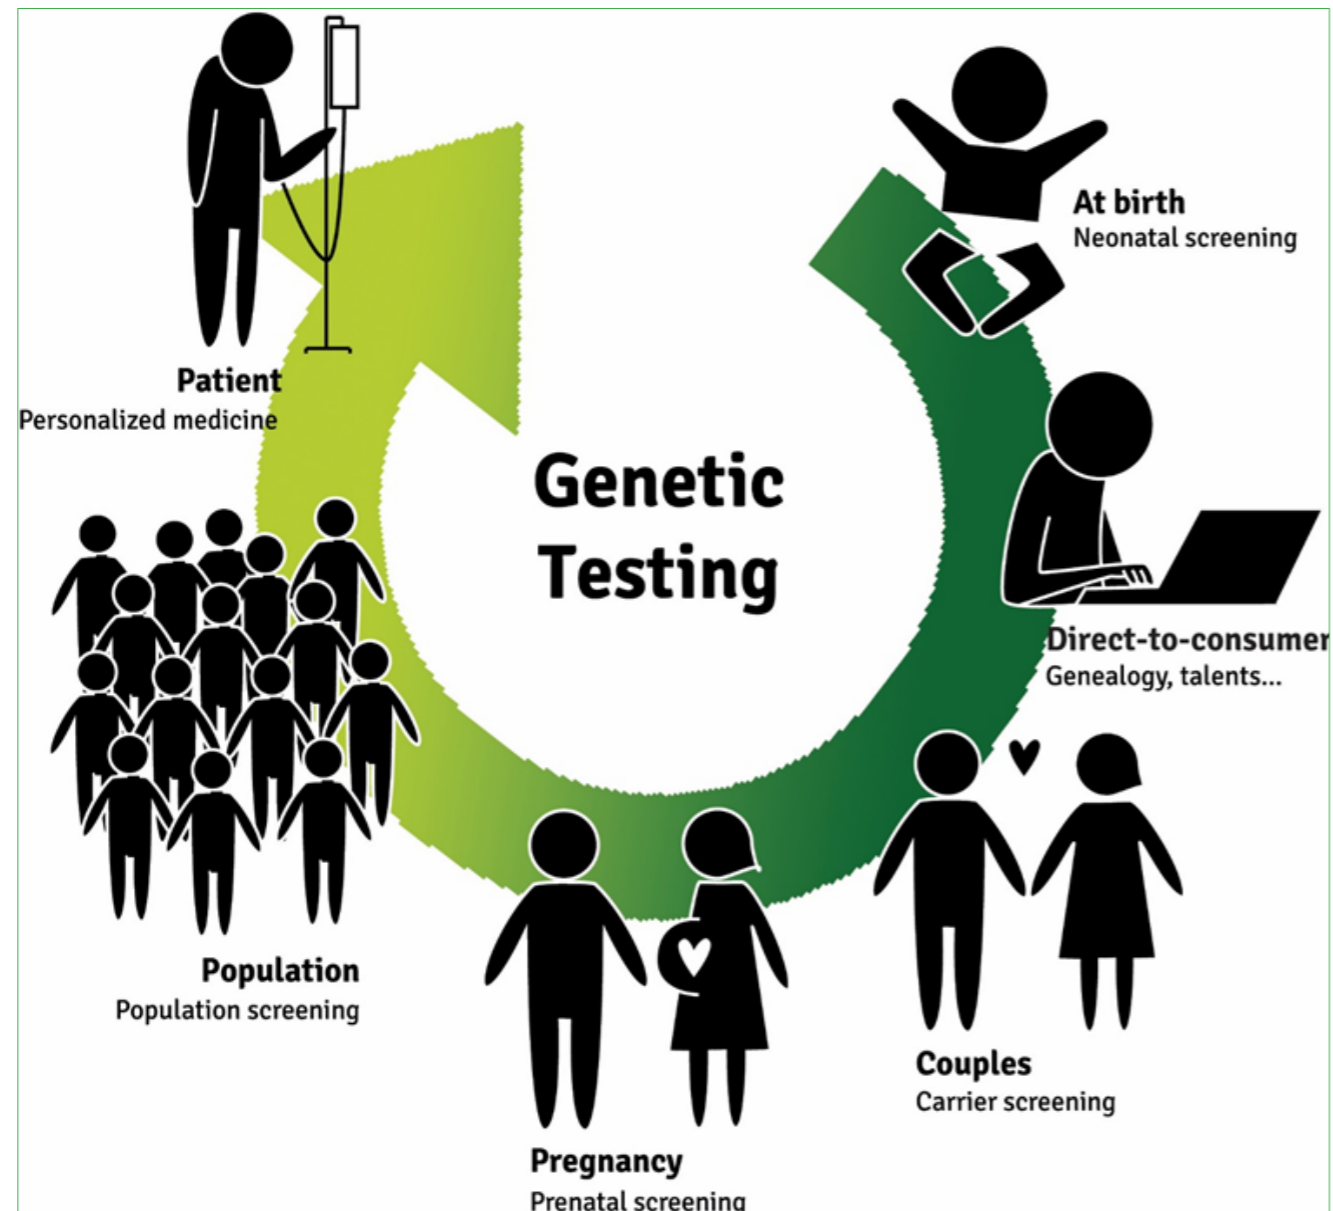 At birth
Neonatal screening
Direct-to-consumer
Genealogy, talents...
Couples
Carrier screening
Pregnancy
Prenatal screening
Population
Population screening
Patient
Personalized medicine
Genetic
Testing